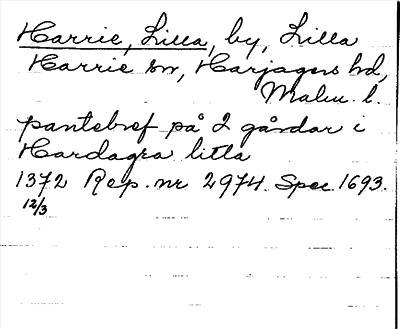 Harrie, Lilla, by, Lilla
Harrie sn, Harjagers hd,
Malm. l.
pantebref på 2 gårdar i
Hardagra litla
1372 Rep. nr 2974. Spec. 1693.
12/3